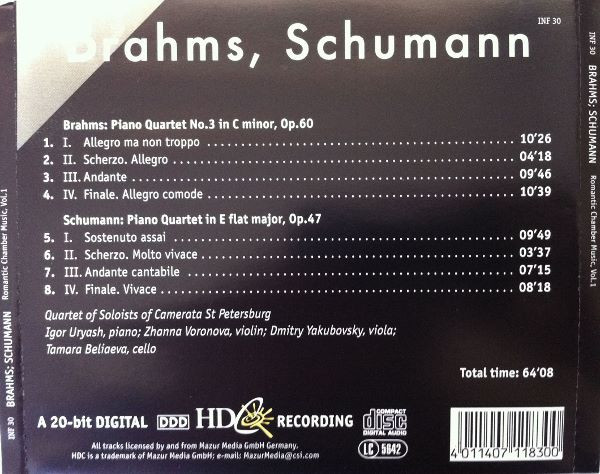 INF 30
Brahms, Schumann
Brahms: Piano Quartet No.3 in C minor, Op.60
1. I. Allegro ma non troppo 10'26
2. II. Scherzo. Allegro 04'18
3. III. Andante 09'46
4. IV. Finale. Allegro comode 10'39
Schumann: Piano Quartet in E flat major, Op.47
5. I. Sostenuto assai 09'49
6. II. Scherzo. Molto vivace 03'37
7. III. Andante cantabile 07'15
8. IV. Finale. Vivace 08'18
Quartet of Soloists of Camerata St Petersburg
Igor Uryash, piano; Zhanna Voronova, violin; Dmitry Yakubovsky, viola;
Tamara Beliaeva, cello
Total time: 64'08
A 20-bit DIGITAL DDD HDC RECORDING
COMPACT disc DIGITAL AUDIO
LC 5642
4 011407 118300
All tracks licensed by and from Mazur Media GmbH Germany.
HDC is a trademark of Mazur Media GmbH; e-mail: MazurMedia@csi.com
INF 30 BRAHMS; SCHUMANN Romantic Chamber Music, Vol.1
INF 30 BRAHMS; SCHUMANN Romantic Chamber Music, Vol.1